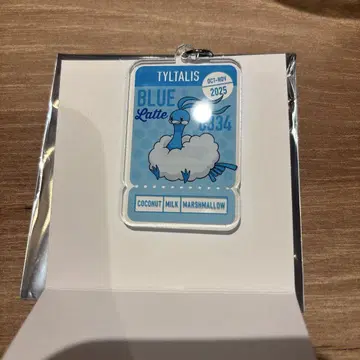 TYLTALIS
OCT-NOV
2025
BLUE
Latte
0334
COCONUT MILK MARSHMALLOW